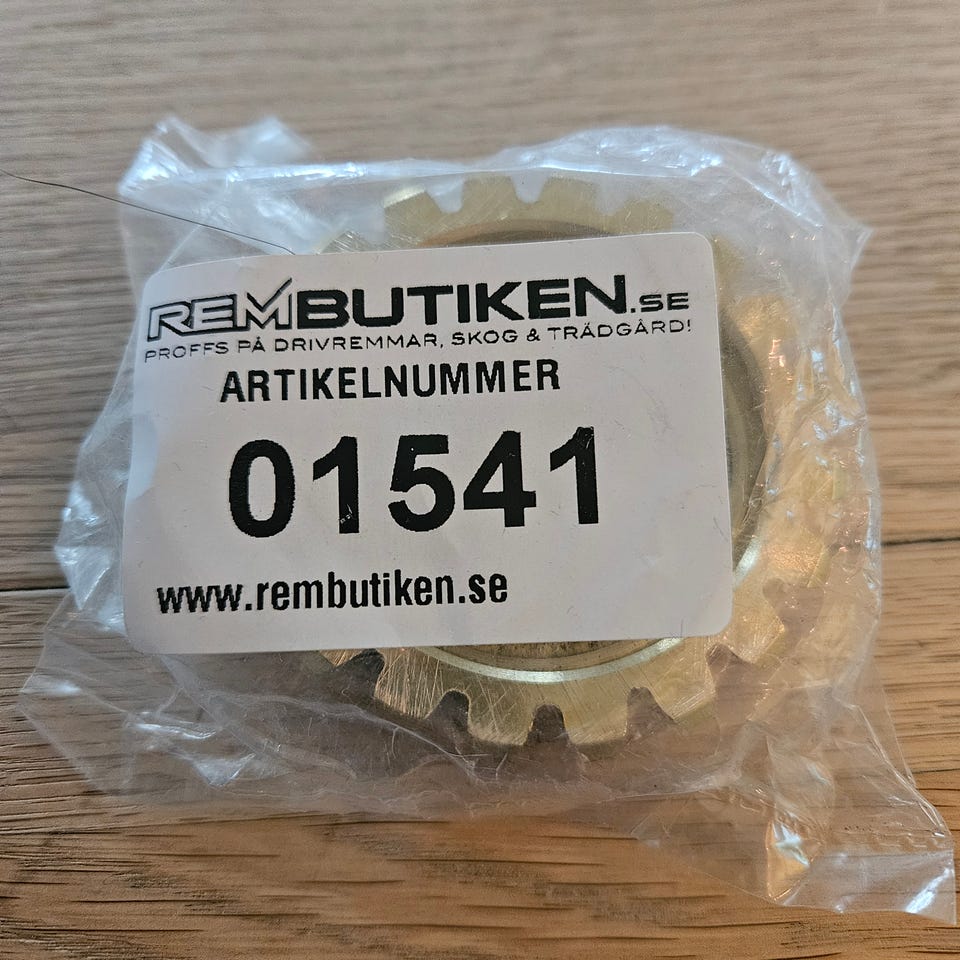 REMBUTIKEN.SE
PROFFS PÅ DRIVREMMAR, SKOG & TRÄDGÅRD!
ARTIKELNUMMER
01541
www.rembutiken.se